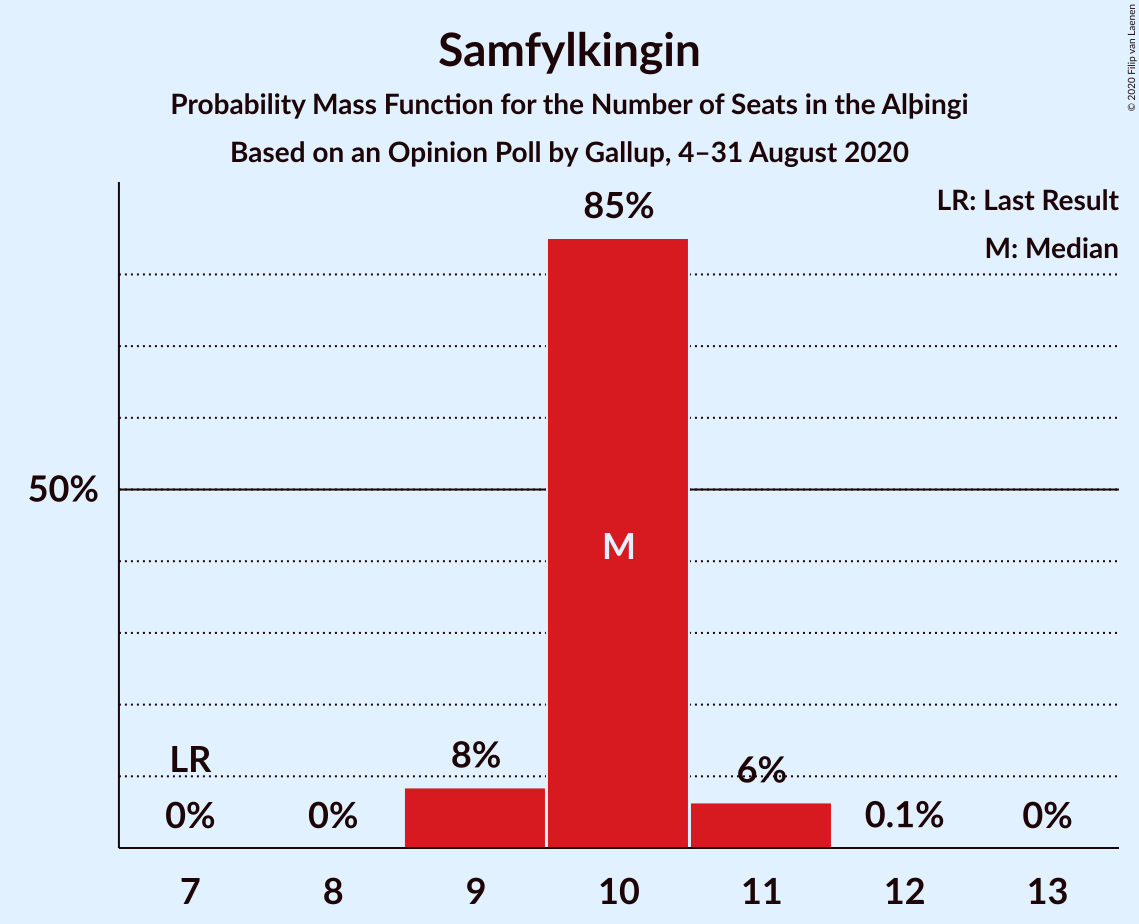 Samfylkingin
Probability Mass Function for the Number of Seats in the Alþingi
Based on an Opinion Poll by Gallup, 4–31 August 2020
© 2020 Filip van Laenen
LR: Last Result
M: Median
85%
50%
M
LR
8%
6%
0%
0%
0.1%
0%
7
8
9
10
11
12
13